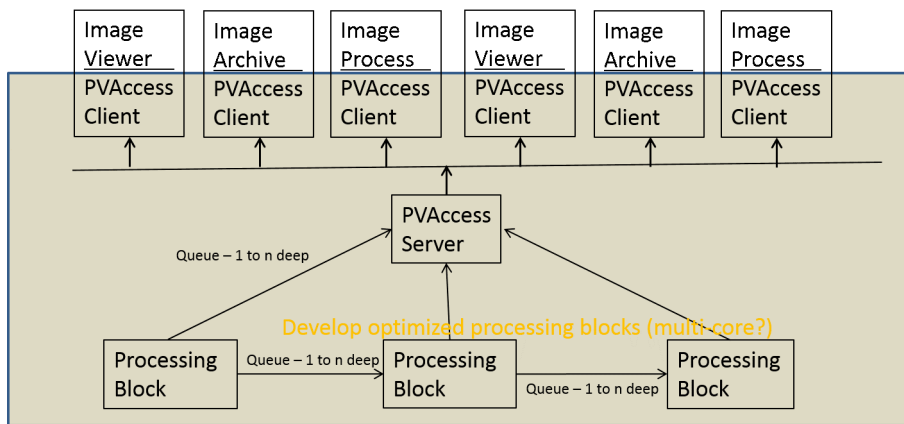 Image
Viewer
PVAccess
Client
Image
Archive
PVAccess
Client
Image
Process
PVAccess
Client
Image
Viewer
PVAccess
Client
Image
Archive
PVAccess
Client
Image
Process
PVAccess
Client
PVAccess
Server
Queue – 1 to n deep
Develop optimized processing blocks (multi-core?)
Processing
Block
Queue – 1 to n deep
Processing
Block
Queue – 1 to n deep
Processing
Block